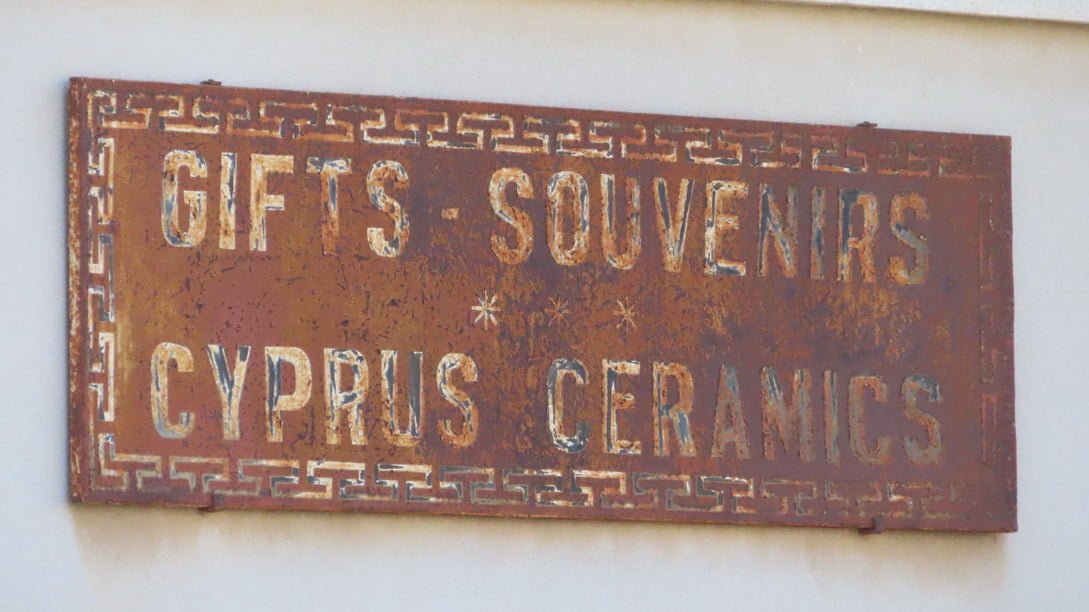 GIFTS - SOUVENIRS
* * *
CYPRUS CERAMICS